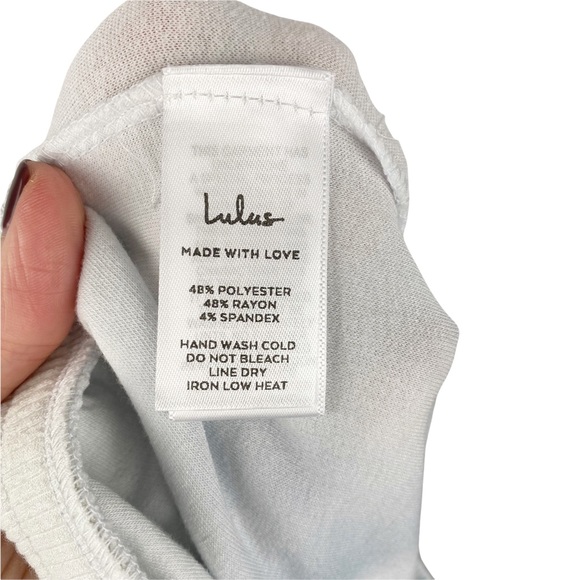 Lulus
MADE WITH LOVE
48% POLYESTER
48% RAYON
4% SPANDEX
HAND WASH COLD
DO NOT BLEACH
LINE DRY
IRON LOW HEAT